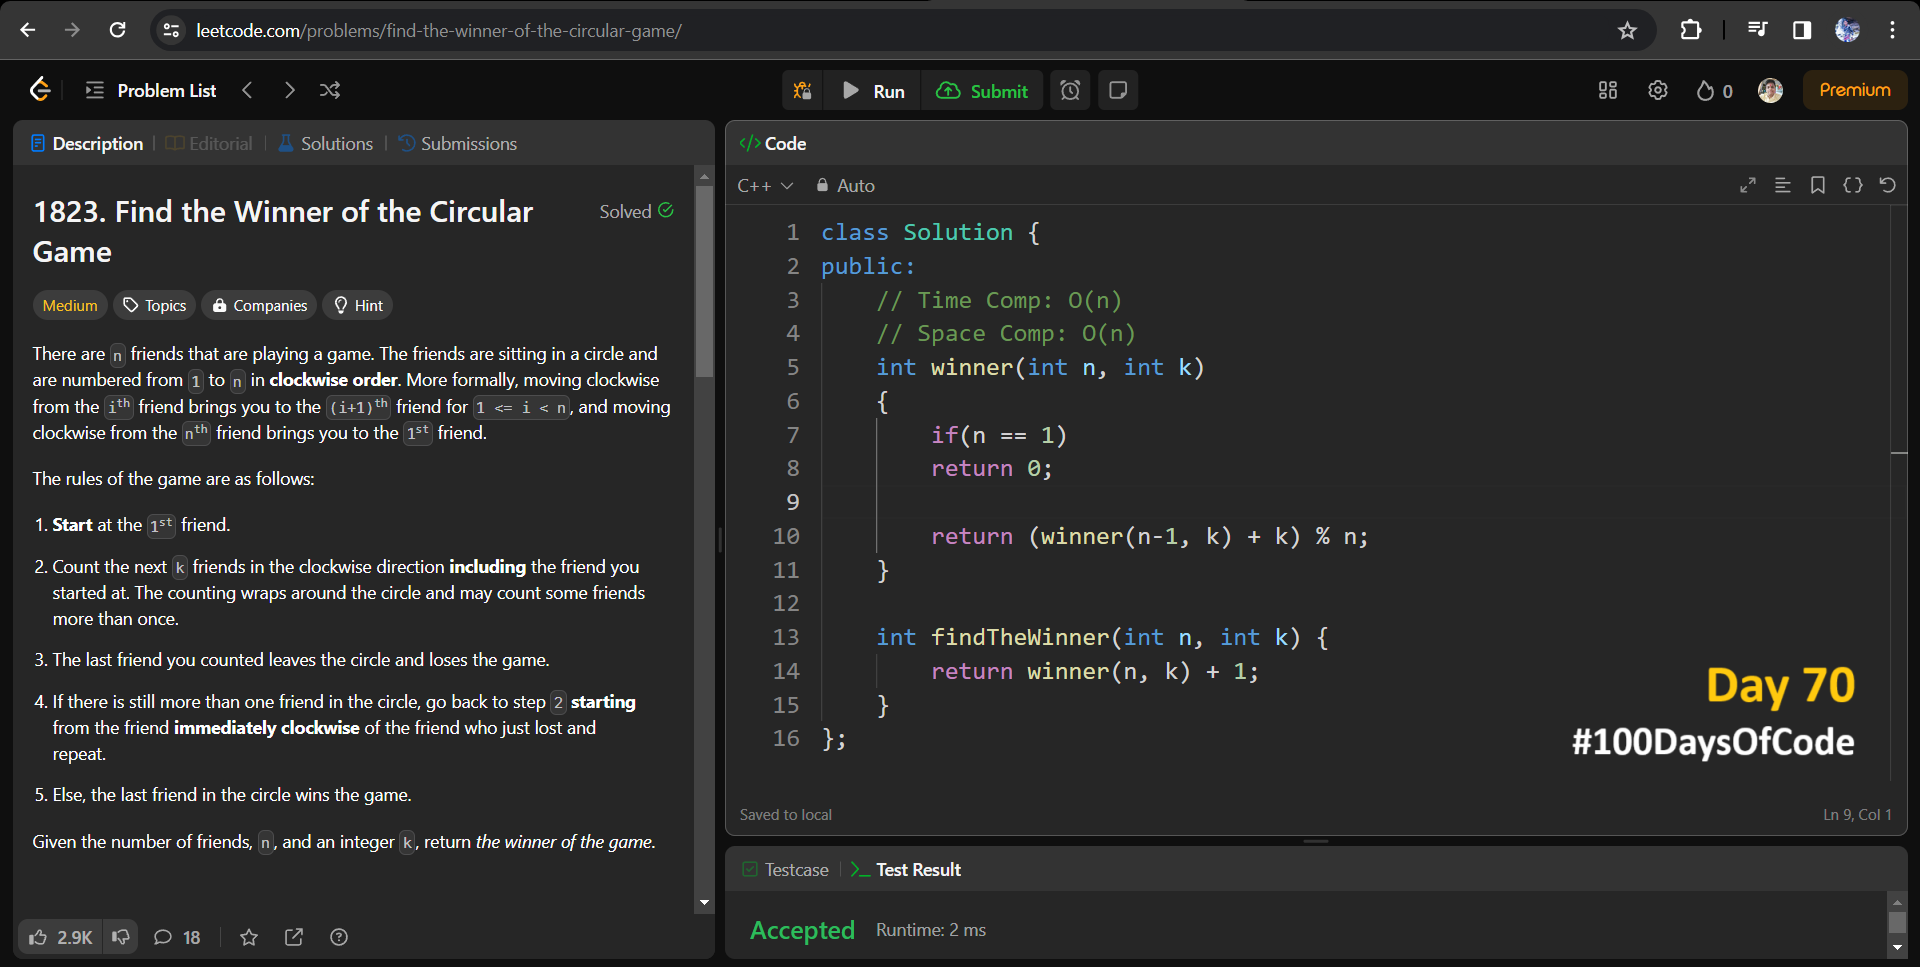 leetcode.com/problems/find-the-winner-of-the-circular-game/
Problem List
Run
Submit
0
Premium
Description
Editorial
Solutions
Submissions
1823. Find the Winner of the Circular
Game
Solved
Medium
Topics
Companies
Hint
There are n friends that are playing a game. The friends are sitting in a circle and
are numbered from 1 to n in clockwise order. More formally, moving clockwise
from the ith friend brings you to the (i+1)th friend for 1 <= i < n, and moving
clockwise from the nth friend brings you to the 1st friend.
The rules of the game are as follows:
1. Start at the 1st friend.
2. Count the next k friends in the clockwise direction including the friend you
started at. The counting wraps around the circle and may count some friends
more than once.
3. The last friend you counted leaves the circle and loses the game.
4. If there is still more than one friend in the circle, go back to step 2 starting
from the friend immediately clockwise of the friend who just lost and
repeat.
5. Else, the last friend in the circle wins the game.
Given the number of friends, n, and an integer k, return the winner of the game.
2.9K
18
</> Code
C++
Auto
1 class Solution {
2 public:
3 // Time Comp: O(n)
4 // Space Comp: O(n)
5 int winner(int n, int k)
6 {
7 if(n == 1)
8 return 0;
9
10 return (winner(n-1, k) + k) % n;
11 }
12
13 int findTheWinner(int n, int k) {
14 return winner(n, k) + 1;
15 }
16 };
Day 70
#100DaysOfCode
Saved to local
Ln 9, Col 1
Testcase
Test Result
Accepted
Runtime: 2 ms